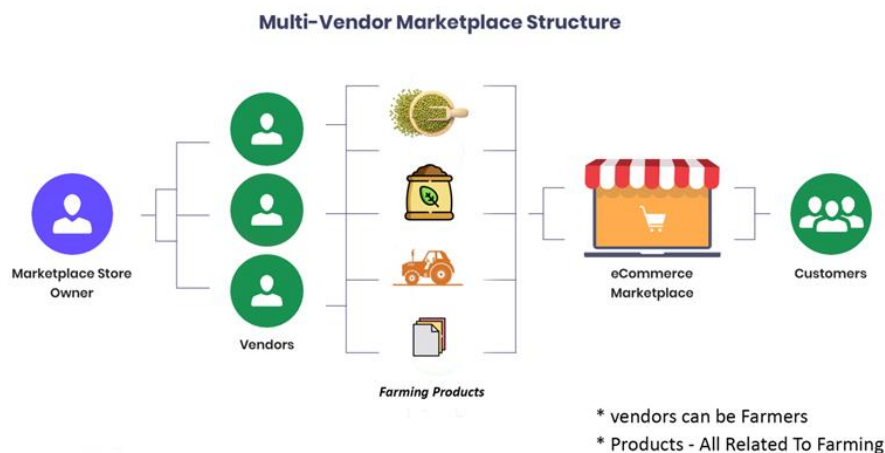 Multi-Vendor Marketplace Structure
Marketplace Store
Owner
Vendors
Farming Products
eCommerce
Marketplace
Customers
* vendors can be Farmers
* Products - All Related To Farming